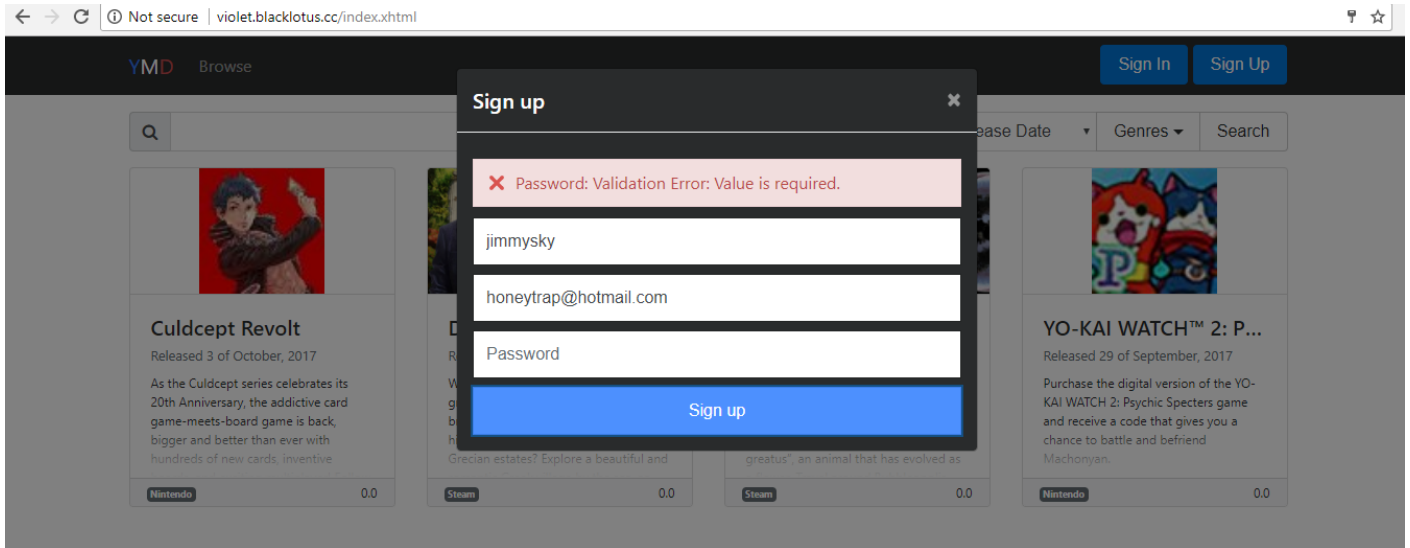 Not secure | violet.blacklotus.cc/index.xhtml
YMD Browse Sign In Sign Up
Sign up ×
ease Date Genres Search
Password: Validation Error: Value is required.
jimmysky
honeytrap@hotmail.com
Password
Sign up
Culdcept Revolt
Released 3 of October, 2017
As the Culdcept series celebrates its
20th Anniversary, the addictive card
game-meets-board game is back,
bigger and better than ever with
hundreds of new cards, inventive
Nintendo 0.0
Grecian estates? Explore a beautiful and
Steam 0.0
greatus", an animal that has evolved as
Steam 0.0
YO-KAI WATCH™ 2: P...
Released 29 of September, 2017
Purchase the digital version of the YO-
KAI WATCH 2: Psychic Specters game
and receive a code that gives you a
chance to battle and befriend
Machonyan.
Nintendo 0.0